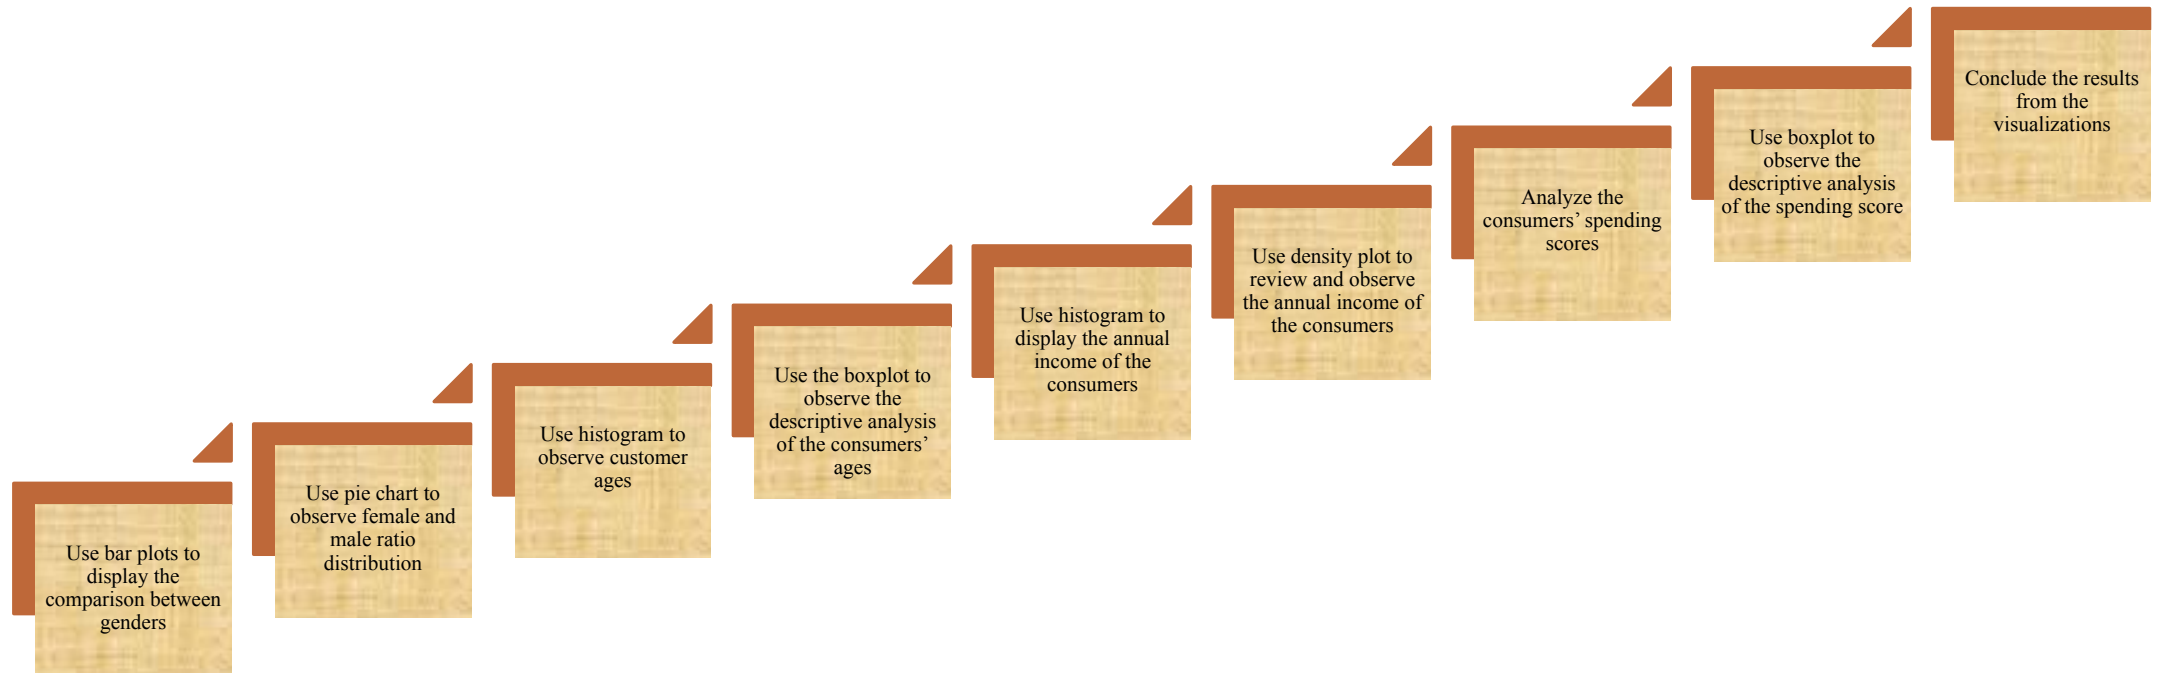 Use bar plots to
display the
comparison between
genders
Use pie chart to
observe female and
male ratio
distribution
Use histogram to
observe customer
ages
Use the boxplot to
observe the
descriptive analysis
of the consumers’
ages
Use histogram to
display the annual
income of the
consumers
Use density plot to
review and observe
the annual income of
the consumers
Analyze the
consumers’ spending
scores
Use boxplot to
observe the
descriptive analysis
of the spending score
Conclude the results
from the
visualizations